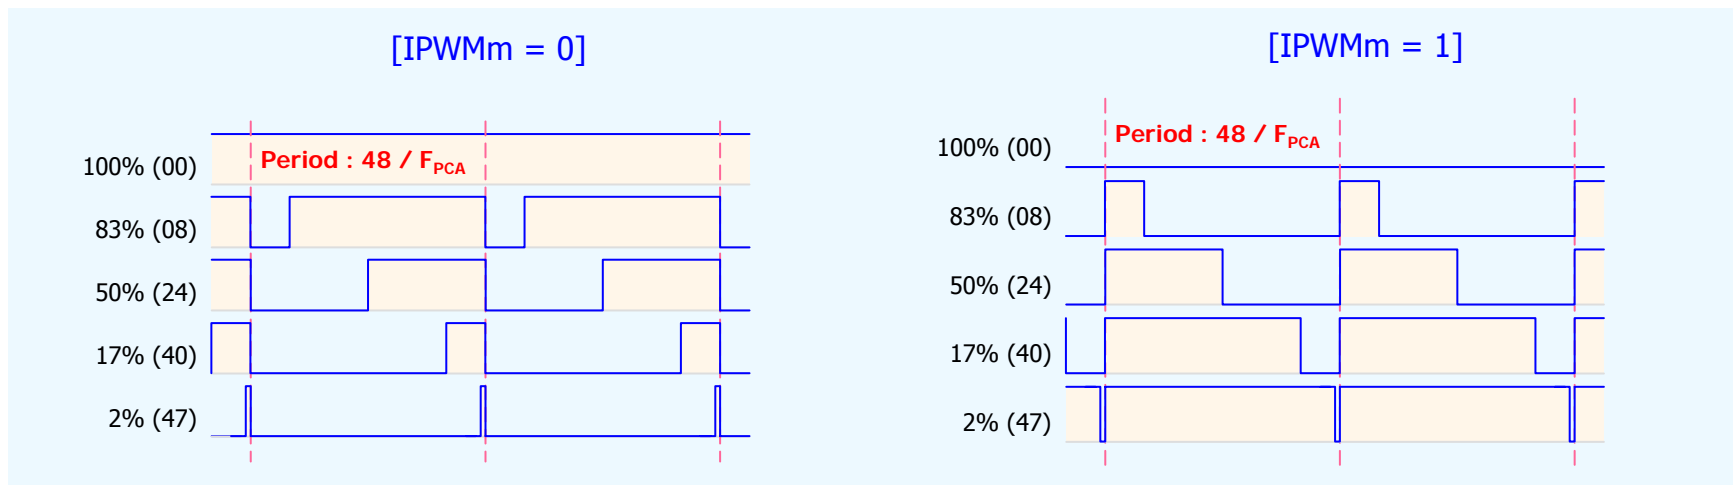 [IPWMm = 0]
100% (00)
Period : 48 / FPCA
83% (08)
50% (24)
17% (40)
2% (47)
[IPWMm = 1]
100% (00)
Period : 48 / FPCA
83% (08)
50% (24)
17% (40)
2% (47)